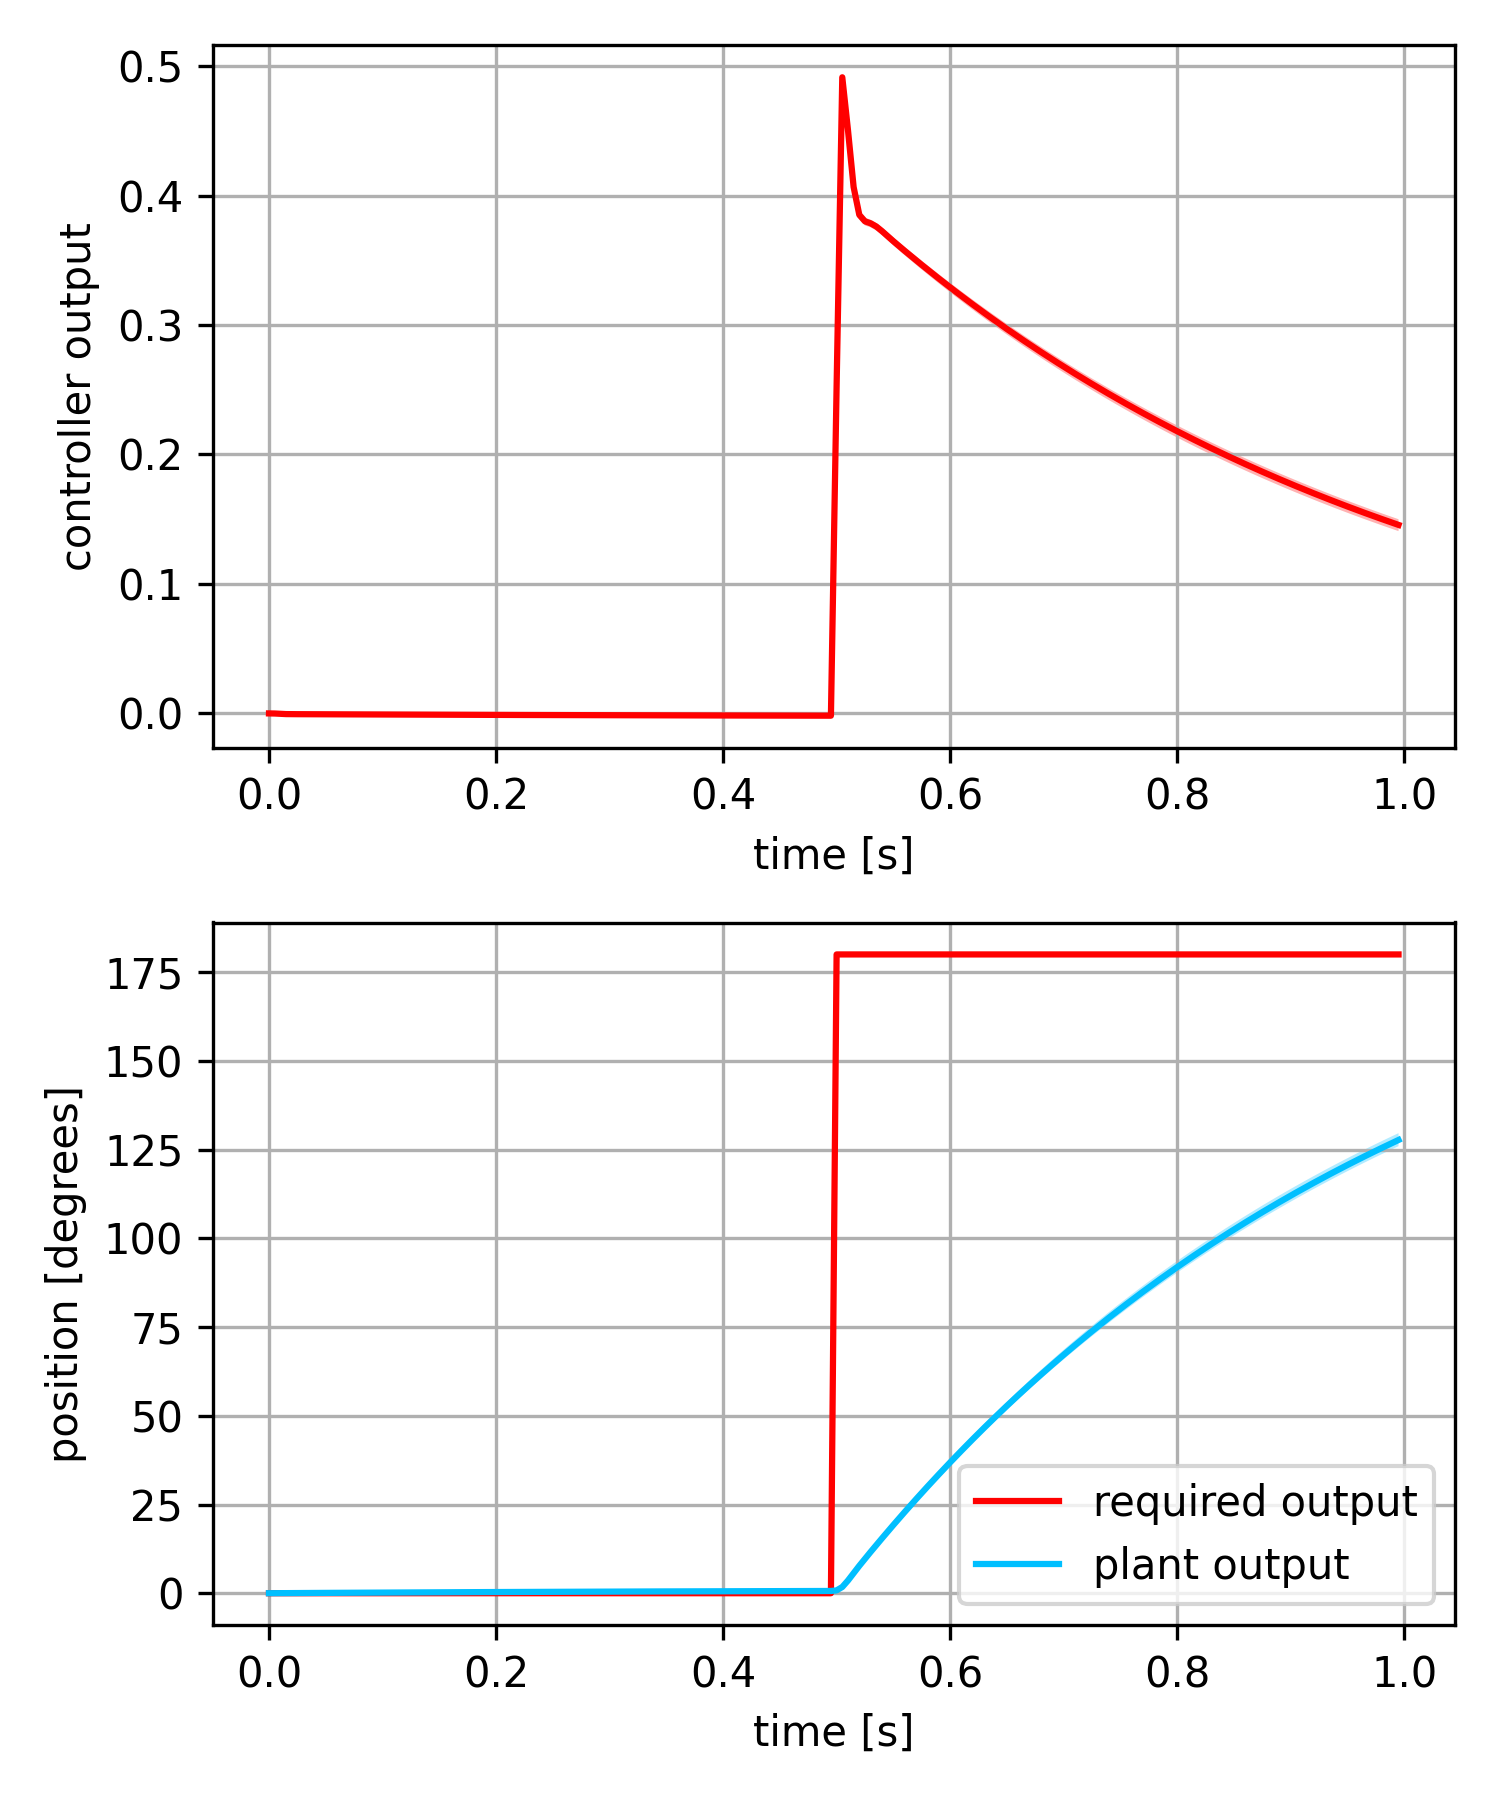 0.5
0.4
0.3
0.2
0.1
0.0
controller output
0.0 0.2 0.4 0.6 0.8 1.0
time [s]
175
150
125
100
75
50
25
0
position [degrees]
required output
plant output
0.0 0.2 0.4 0.6 0.8 1.0
time [s]